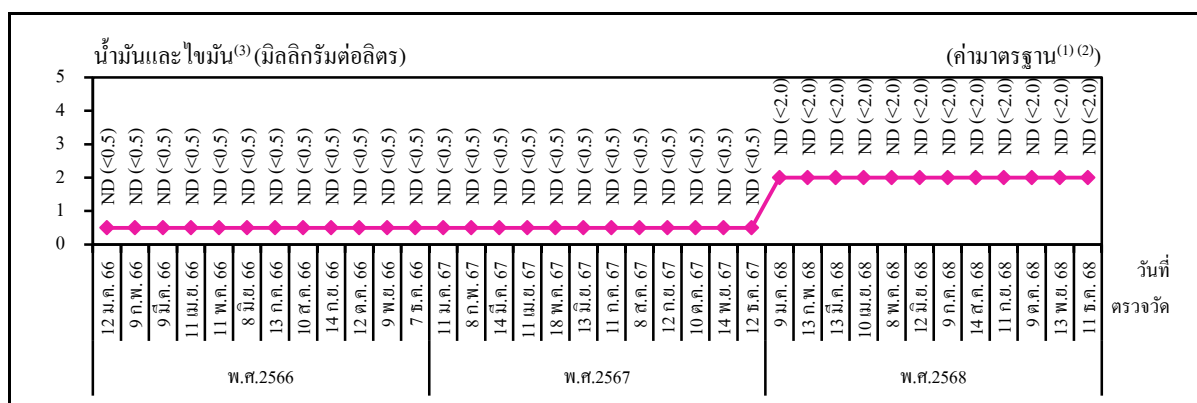 น้ำมันและไขมัน(3) (มิลลิกรัมต่อลิตร) (ค่ามาตรฐาน(1) (2)
5
4
3
2
1
0
ND (<0.5) ND (<0.5) ND (<0.5) ND (<0.5) ND (<0.5) ND (<0.5) ND (<0.5) ND (<0.5) ND (<0.5) ND (<0.5) ND (<0.5) ND (<0.5) ND (<0.5) ND (<0.5) ND (<0.5) ND (<0.5) ND (<0.5) ND (<0.5) ND (<0.5) ND (<0.5) ND (<0.5) ND (<0.5) ND (<0.5) ND (<0.5) ND (<2.0) ND (<2.0) ND (<2.0) ND (<2.0) ND (<2.0) ND (<2.0) ND (<2.0) ND (<2.0) ND (<2.0) ND (<2.0) ND (<2.0) ND (<2.0)
12 ม.ค. 66
9 ก.พ. 66
9 มี.ค. 66
11 เม.ย. 66
11 พ.ค. 66
8 มิ.ย. 66
13 ก.ค. 66
10 ส.ค. 66
14 ก.ย. 66
12 ต.ค. 66
9 พ.ย. 66
7 ธ.ค. 66
11 ม.ค. 67
8 ก.พ. 67
14 มี.ค. 67
11 เม.ย. 67
18 พ.ค. 67
13 มิ.ย. 67
11 ก.ค. 67
8 ส.ค. 67
12 ก.ย. 67
10 ต.ค. 67
14 พ.ย. 67
12 ธ.ค. 67
9 ม.ค. 68
13 ก.พ. 68
13 มี.ค. 68
10 เม.ย. 68
8 พ.ค. 68
12 มิ.ย. 68
9 ก.ค. 68
14 ส.ค. 68
11 ก.ย. 68
9 ต.ค. 68
13 พ.ย. 68
11 ธ.ค. 68
วันที่
ตรวจวัด
พ.ศ.2566 พ.ศ.2567 พ.ศ.2568